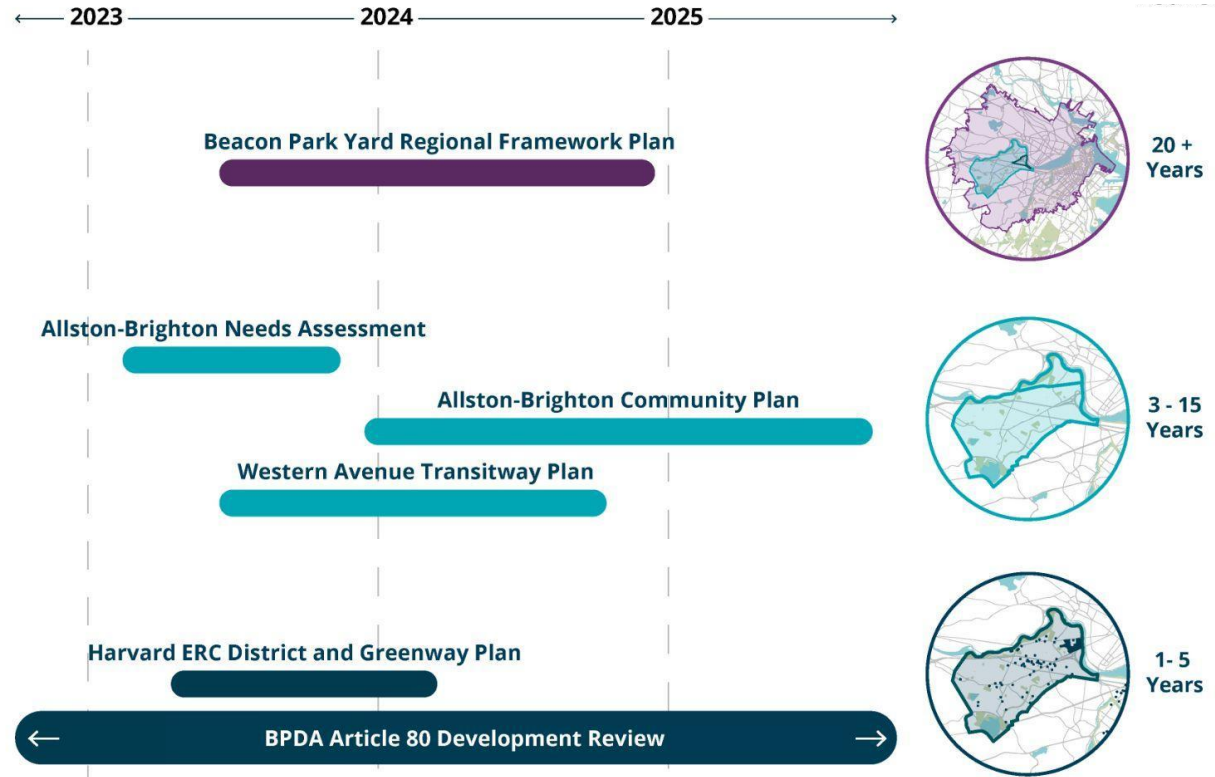 2023
2024
2025
Beacon Park Yard Regional Framework Plan
20 +
Years
Allston-Brighton Needs Assessment
Allston-Brighton Community Plan
Western Avenue Transitway Plan
3 - 15
Years
Harvard ERC District and Greenway Plan
BPDA Article 80 Development Review
1- 5
Years